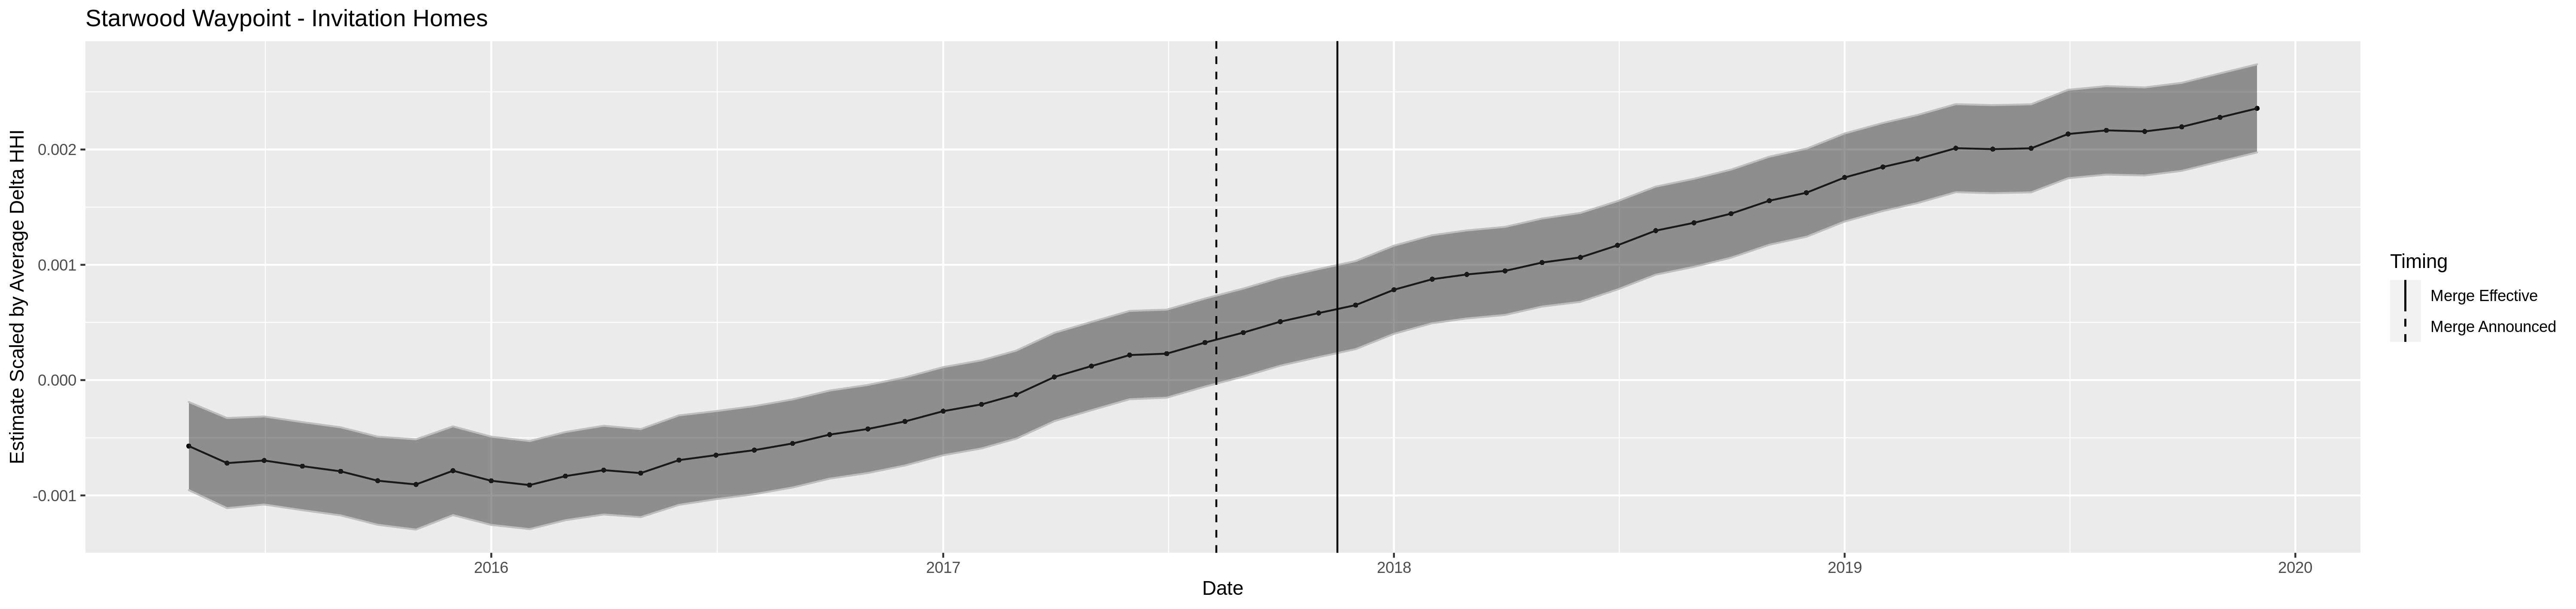 Starwood Waypoint - Invitation Homes
Estimate Scaled by Average Delta HHI
0.002
0.001
0.000
-0.001
2016
2017
2018
2019
2020
Date
Timing
Merge Effective
Merge Announced